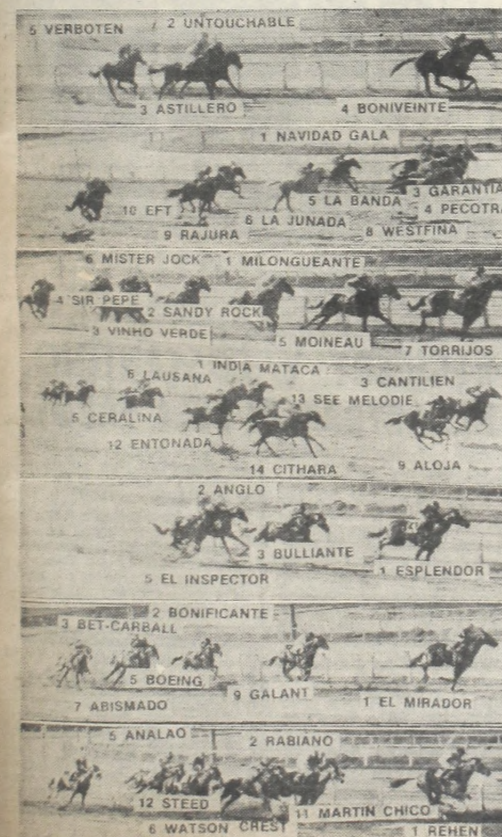 5 VERBOTEN
2 UNTOUCHABLE
3 ASTILLERO
4 BONIVEINTE
1 NAVIDAD GALA
10 EFT
9 RAJURA
6 LA JUNADA
5 LA BANDA
3 GARANTIA
4 PECOTRA
8 WESTFINA
6 MISTER JOCK
1 MILONGUEANTE
4 SIR PEPE
2 SANDY ROCK
3 VINHO VERDE
5 MOINEAU
7 TORRIJOS
6 LAUSANA
1 INDIA MATACA
3 CANTILIEN
13 SEE MELODIE
5 CERALINA
12 ENTONADA
14 CITHARA
9 ALOJA
2 ANGLO
3 BULLIANTE
1 ESPLENDOR
5 EL INSPECTOR
2 BONIFICANTE
3 BET-CARBALL
5 BOEING
9 GALANT
7 ABISMADO
1 EL MIRADOR
5 ANALAO
2 RABIANO
12 STEED
11 MARTIN CHICO
6 WATSON CREST
1 REHEN